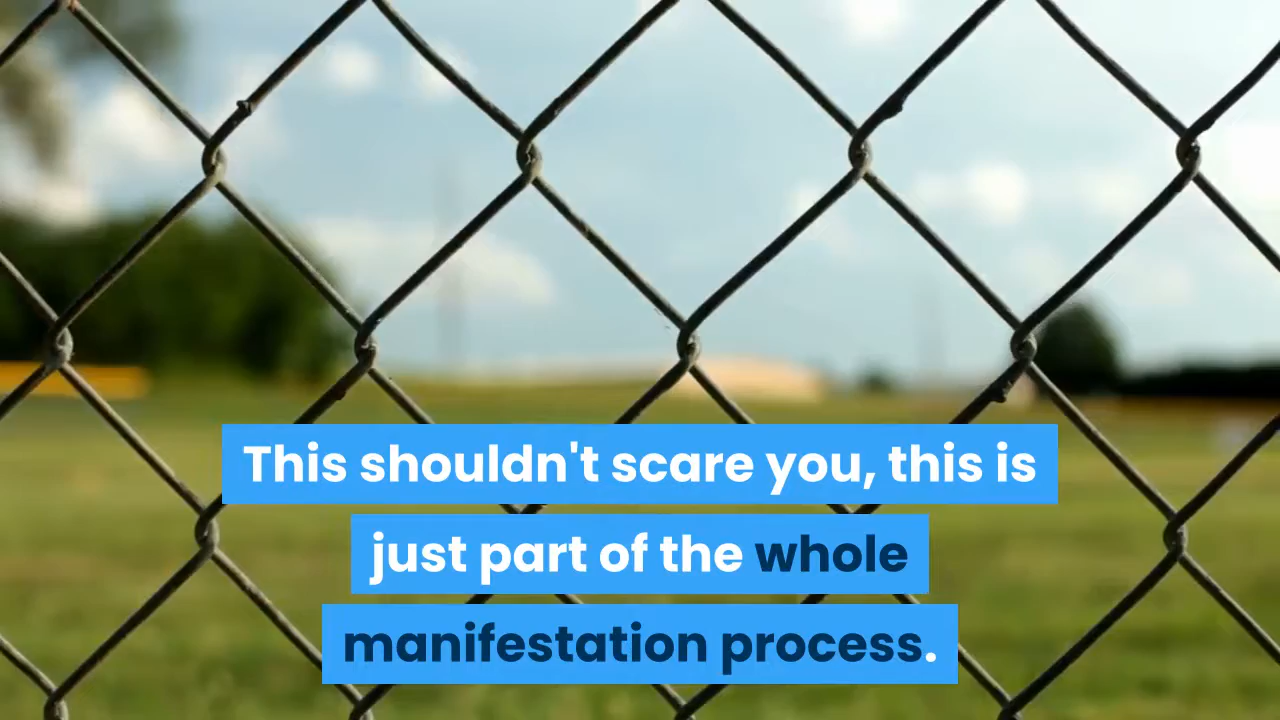 This shouldn't scare you, this is
just part of the whole
manifestation process.